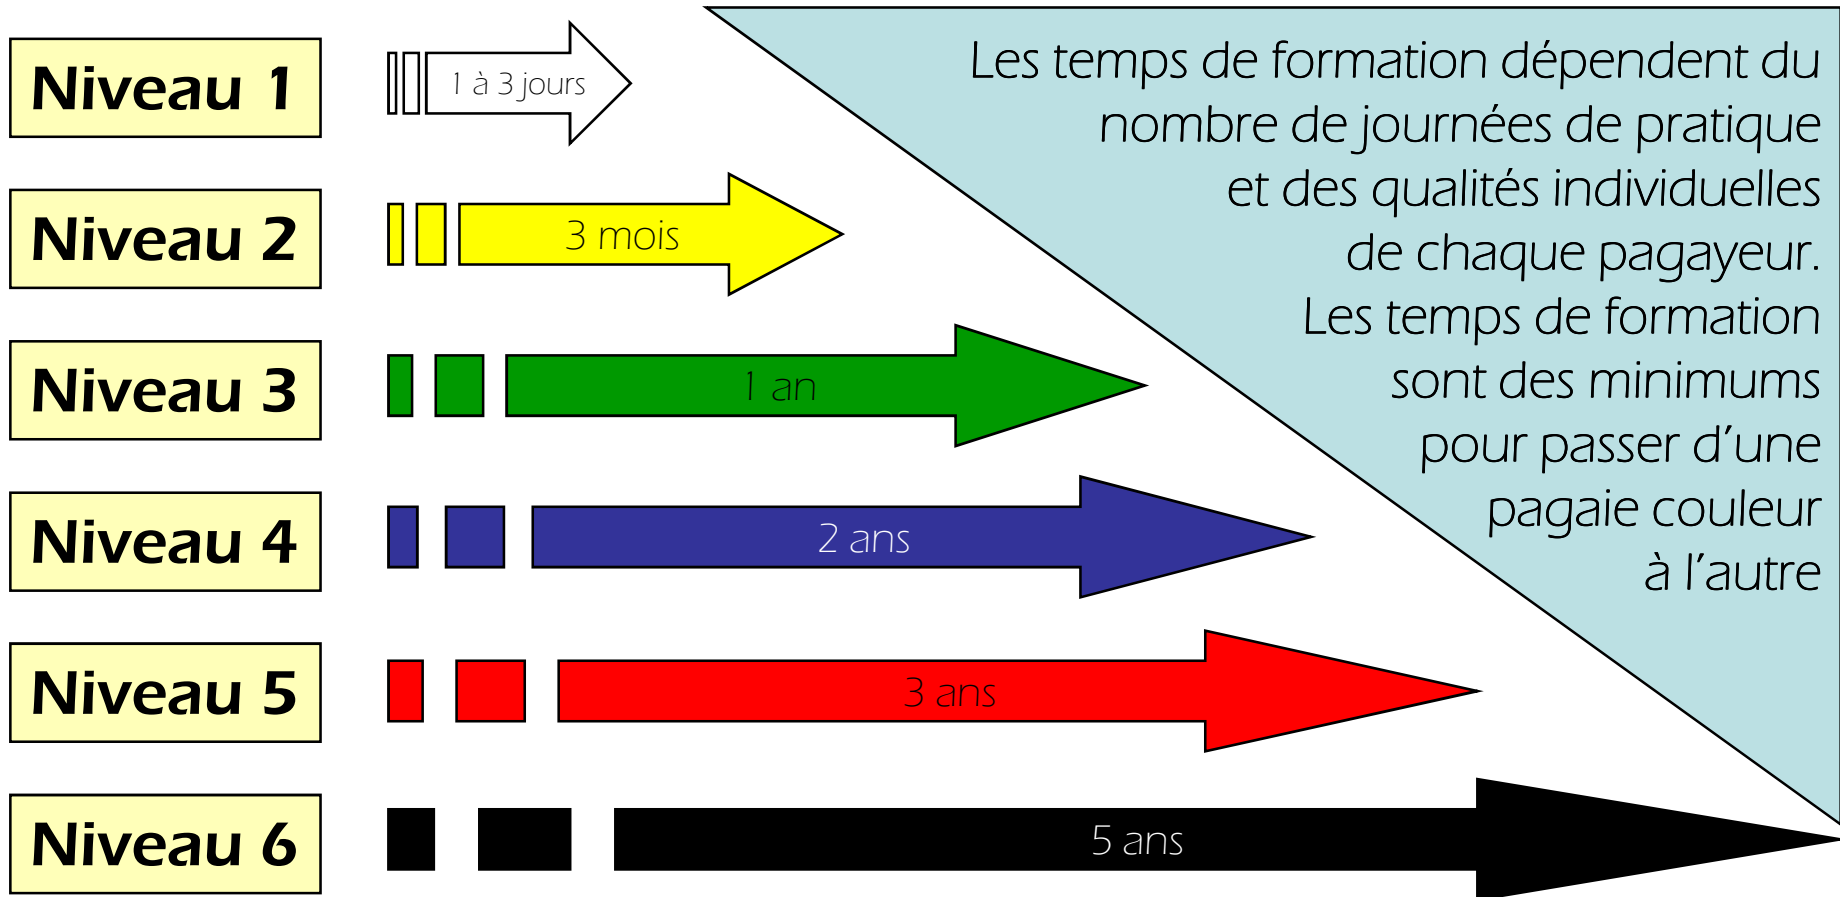 Niveau 1
1 à 3 jours
Niveau 2
3 mois
Niveau 3
1 an
Niveau 4
2 ans
Niveau 5
3 ans
Niveau 6
5 ans
Les temps de formation dépendent du
nombre de journées de pratique
et des qualités individuelles
de chaque pagayeur.
Les temps de formation
sont des minimums
pour passer d’une
pagaie couleur
à l’autre